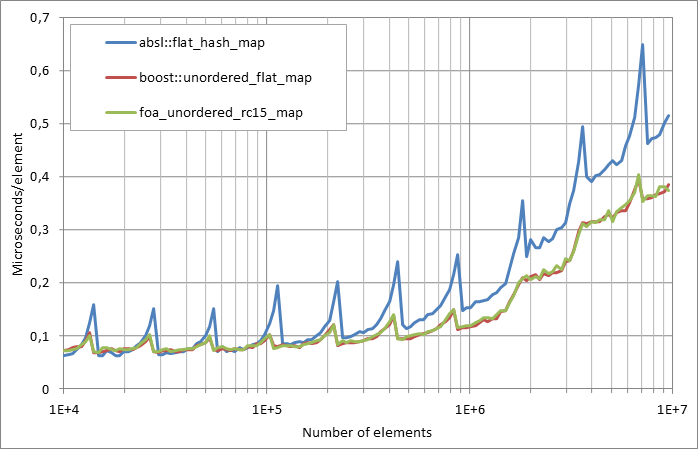 0,7
0,6
0,5
0,4
0,3
0,2
0,1
0
Microseconds/element
absl::flat_hash_map
boost::unordered_flat_map
foa_unordered_rc15_map
1E+4 1E+5 1E+6 1E+7
Number of elements